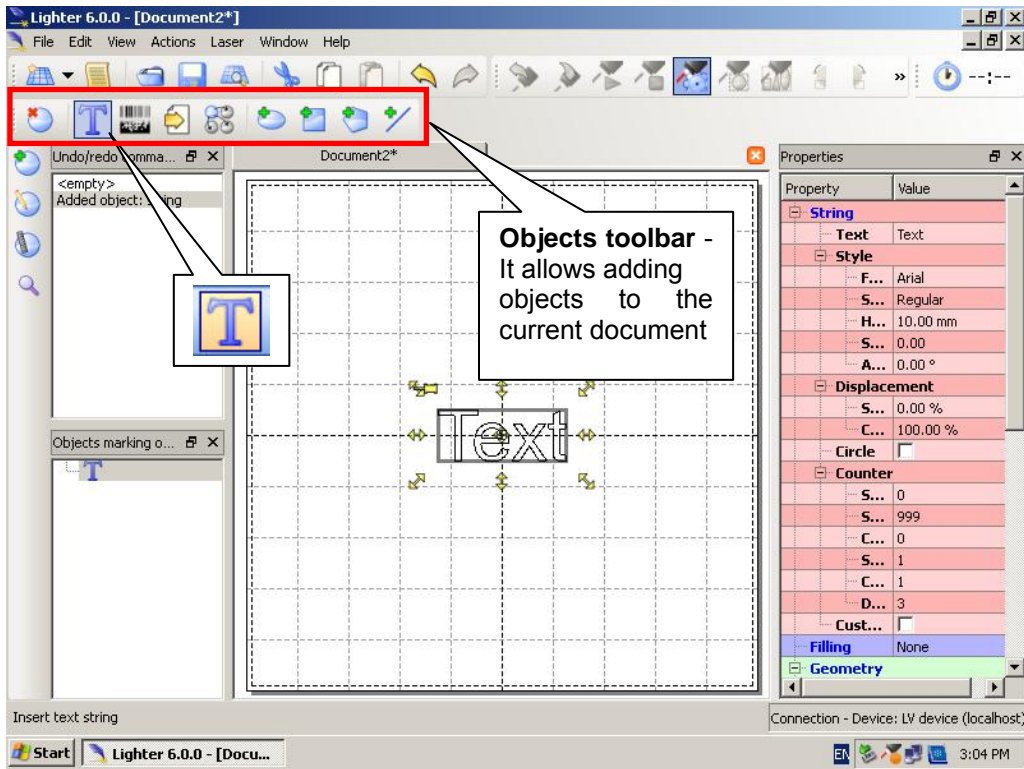 Lighter 6.0.0 - [Document2*]
File Edit View Actions Laser Window Help
» --:--
Undo/redo comma...
Document2*
Properties
<empty>
Added object: string
Property Value
String
Text Text
Style
F... Arial
S... Regular
H... 10.00 mm
S... 0.00
A... 0.00 °
Displacement
S... 0.00 %
C... 100.00 %
Circle
Counter
S... 0
S... 999
C... 0
S... 1
C... 1
D... 3
Cust...
Filling None
Geometry
Objects toolbar -
It allows adding
objects to the
current document
T
Text
Objects marking o...
T
Insert text string
Connection - Device: LV device (localhost)
Start Lighter 6.0.0 - [Docu... EN 3:04 PM